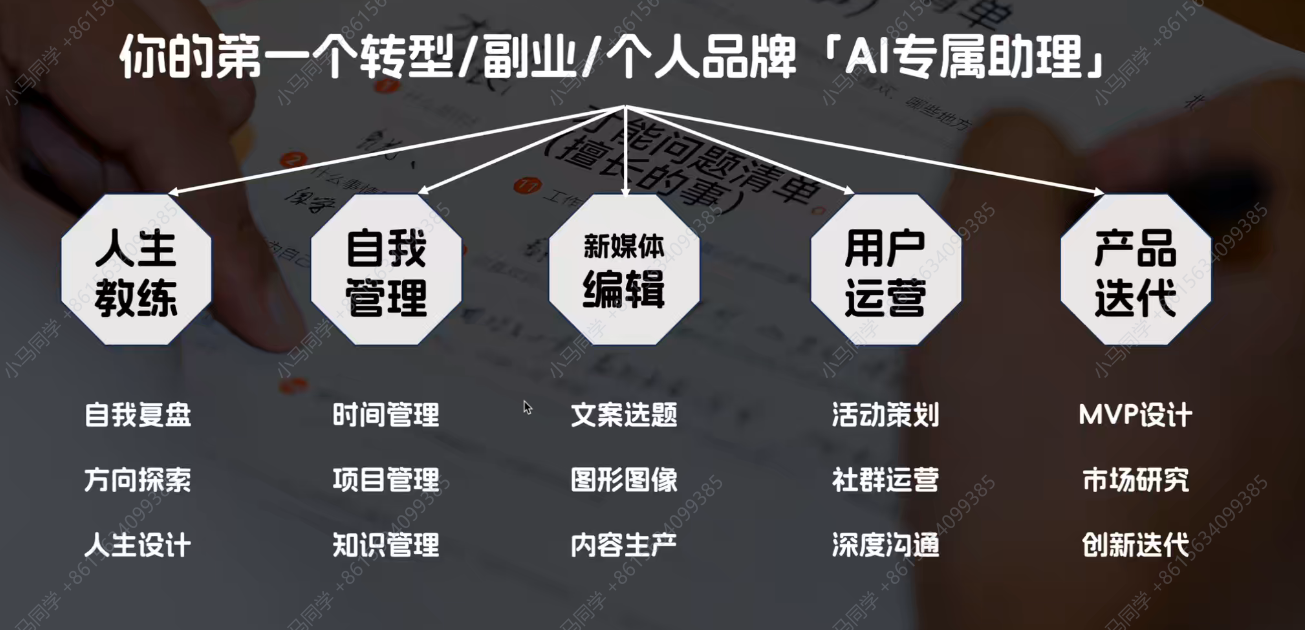 你的第一个转型/副业/个人品牌「AI专属助理」
才能问题清单
（擅长的事）
人生
教练
自我
管理
新媒体
编辑
用户
运营
产品
迭代
自我复盘
时间管理
文案选题
活动策划
MVP设计
方向探索
项目管理
图形图像
社群运营
市场研究
人生设计
知识管理
内容生产
深度沟通
创新迭代
小马同学 +8615634099385